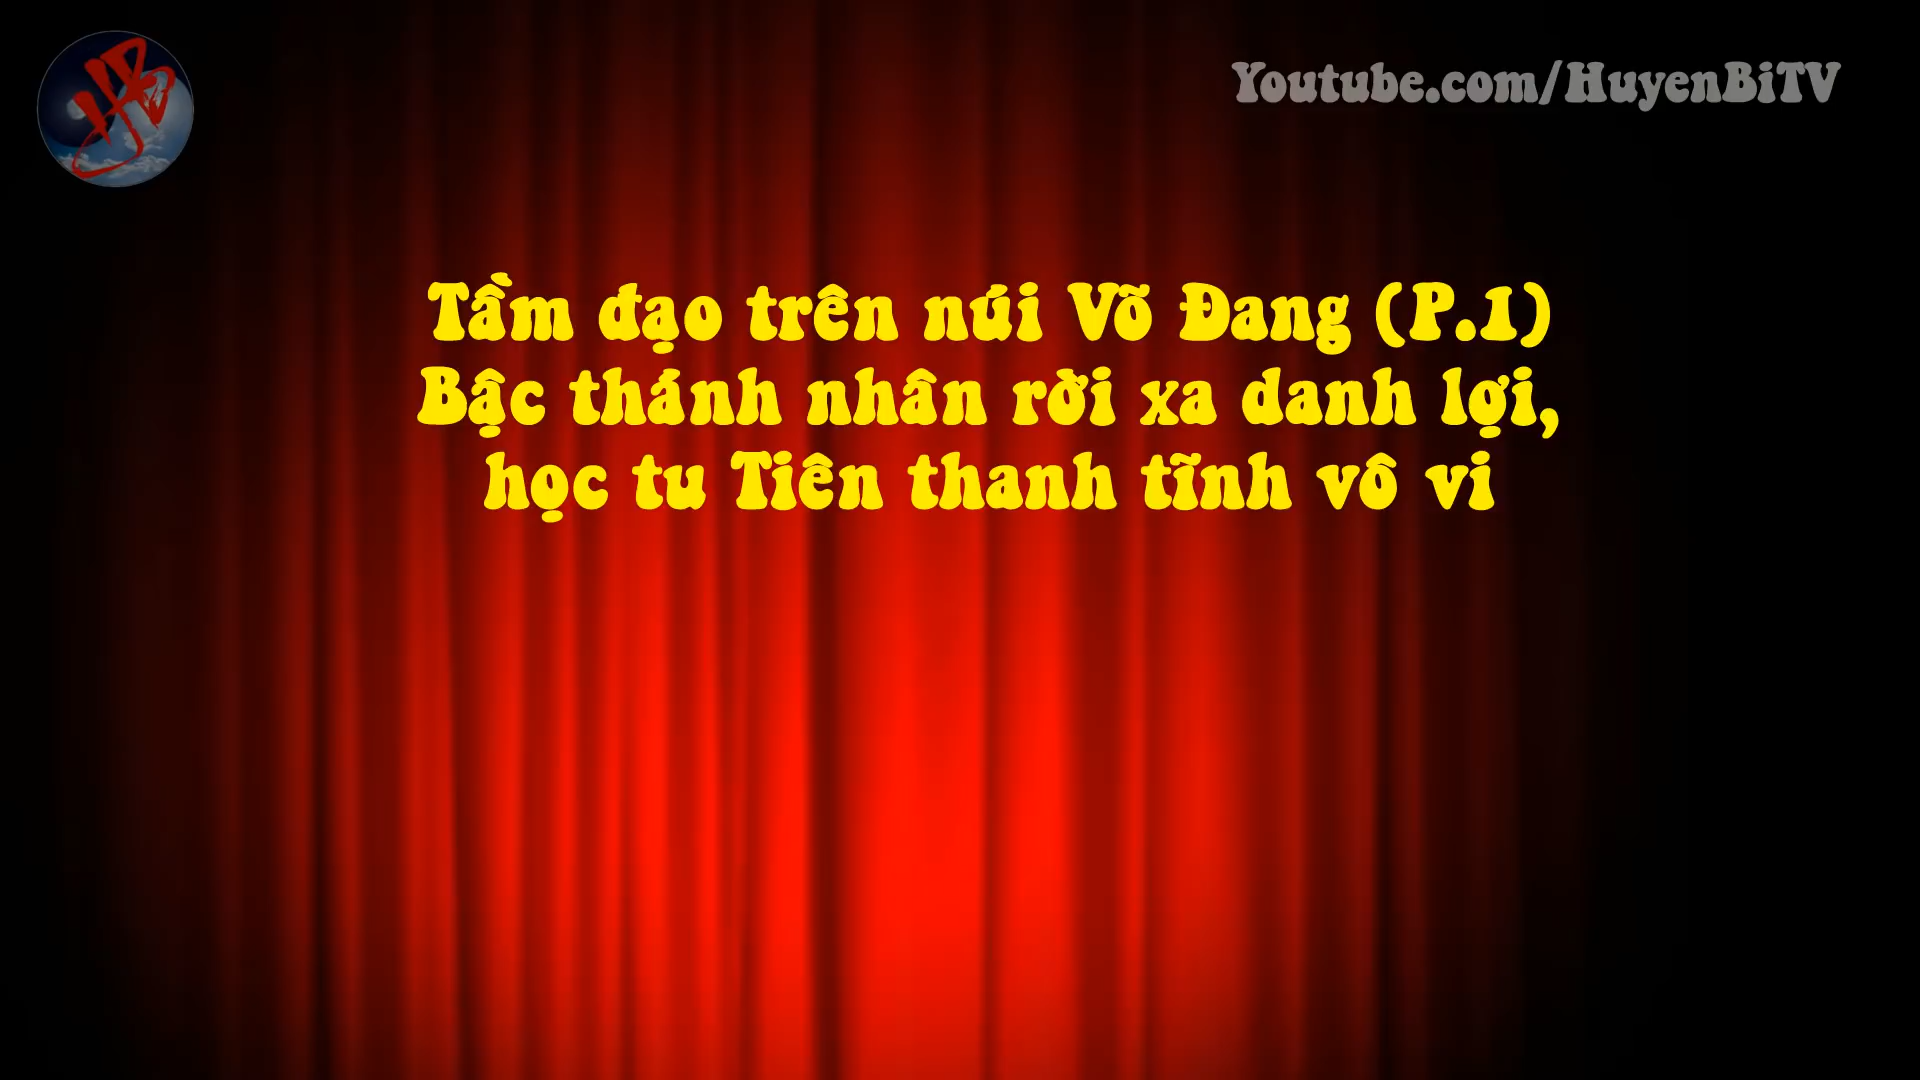 Youtube.com/HuyenBiTV
Tầm đạo trên núi Võ Đang (P.1)
Bậc thánh nhân rời xa danh lợi,
học tu Tiên thanh tĩnh vô vi